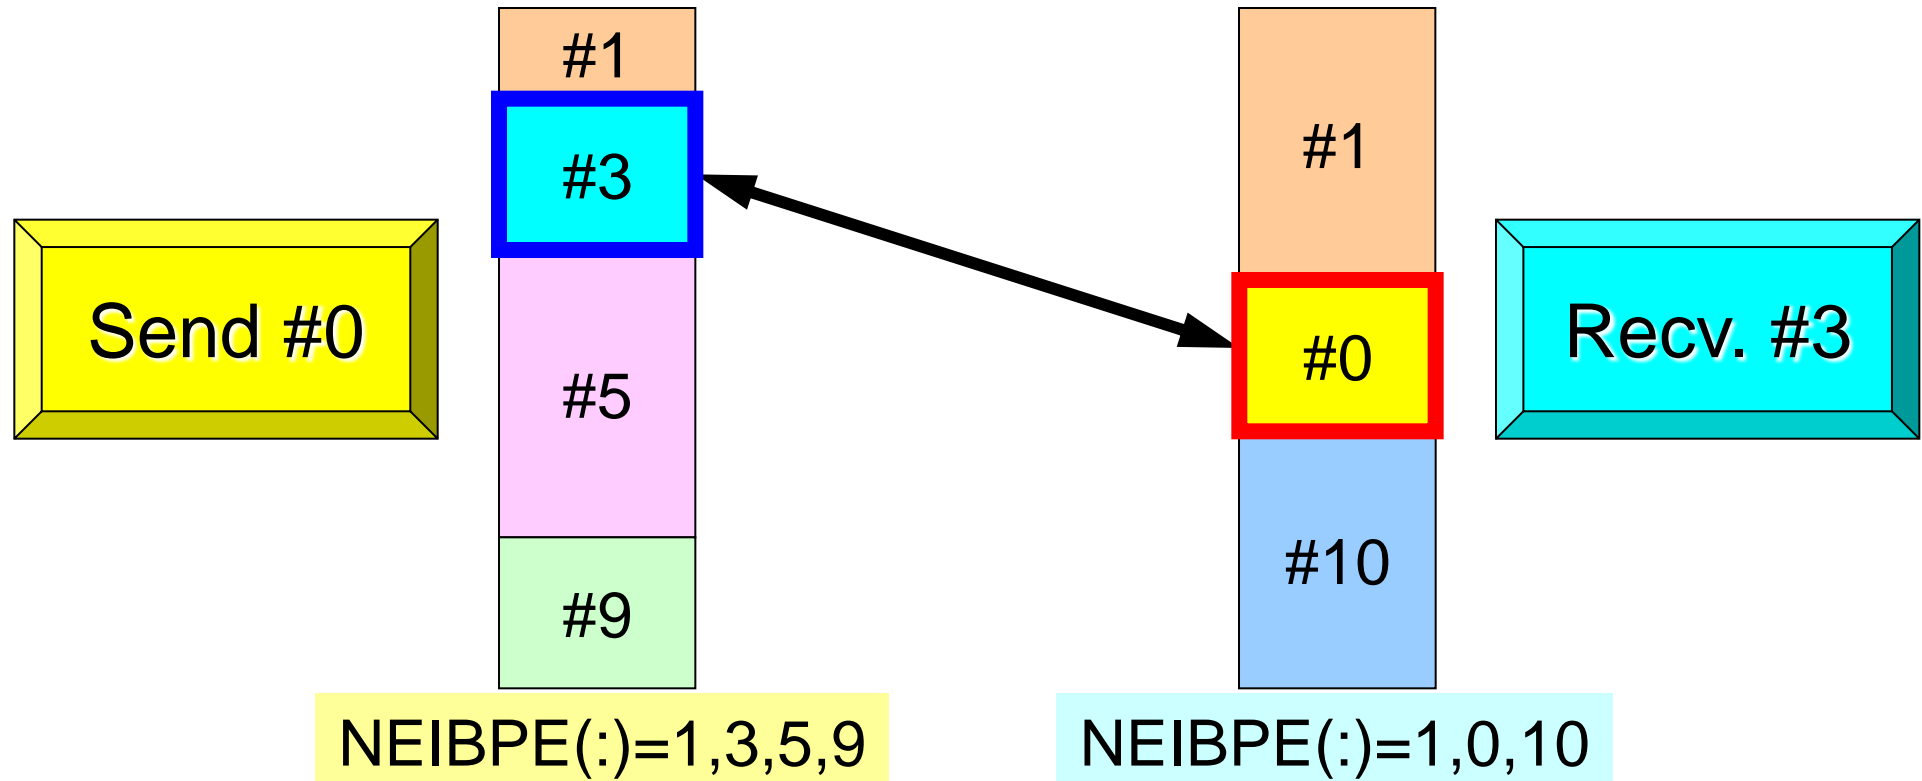 Send #0
#1
#3
#5
#9
NEIBPE(:)=1,3,5,9
#1
#0
#10
NEIBPE(:)=1,0,10
Recv. #3